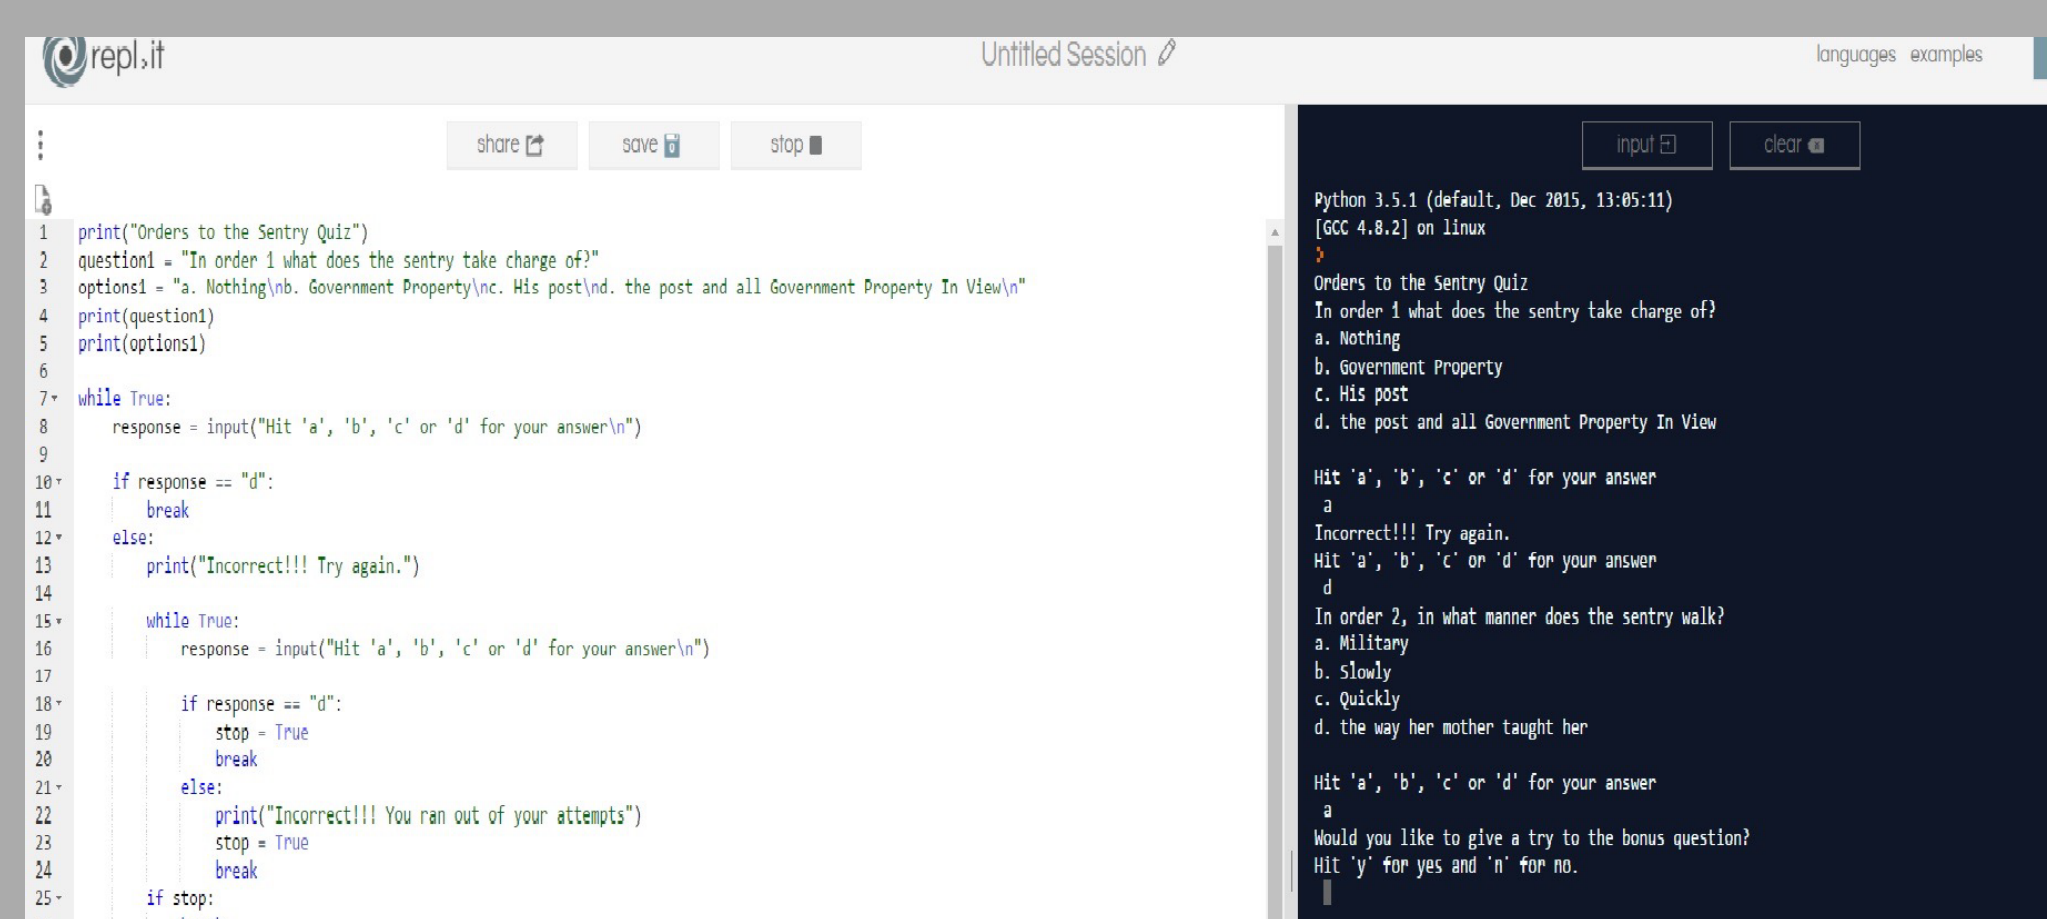 repl.it
Untitled Session
languages examples
share save stop
input clear
1 print("Orders to the Sentry Quiz")
2 question1 = "In order 1 what does the sentry take charge of?"
3 options1 = "a. Nothing\nb. Government Property\nc. His post\nd. the post and all Government Property In View\n"
4 print(question1)
5 print(options1)
6
7 while True:
8 response = input("Hit 'a', 'b', 'c' or 'd' for your answer\n")
9
10 if response == "d":
11 break
12 else:
13 print("Incorrect!!! Try again.")
14
15 while True:
16 response = input("Hit 'a', 'b', 'c' or 'd' for your answer\n")
17
18 if response == "d":
19 stop = True
20 break
21 else:
22 print("Incorrect!!! You ran out of your attempts")
23 stop = True
24 break
25 if stop:
Python 3.5.1 (default, Dec 2015, 13:05:11)
[GCC 4.8.2] on linux
Orders to the Sentry Quiz
In order 1 what does the sentry take charge of?
a. Nothing
b. Government Property
c. His post
d. the post and all Government Property In View
Hit 'a', 'b', 'c' or 'd' for your answer
a
Incorrect!!! Try again.
Hit 'a', 'b', 'c' or 'd' for your answer
d
In order 2, in what manner does the sentry walk?
a. Military
b. Slowly
c. Quickly
d. the way her mother taught her
Hit 'a', 'b', 'c' or 'd' for your answer
a
Would you like to give a try to the bonus question?
Hit 'y' for yes and 'n' for no.